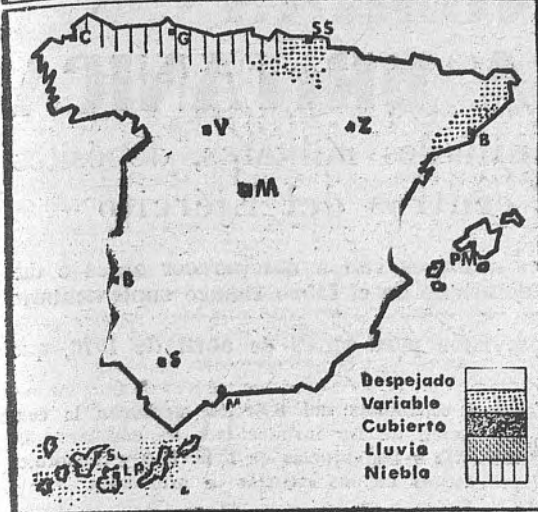 C
G
SS
V
Z
B
M
PM
B
S
M
SC
LP
Despejado
Variable
Cubierto
Lluvia
Niebla